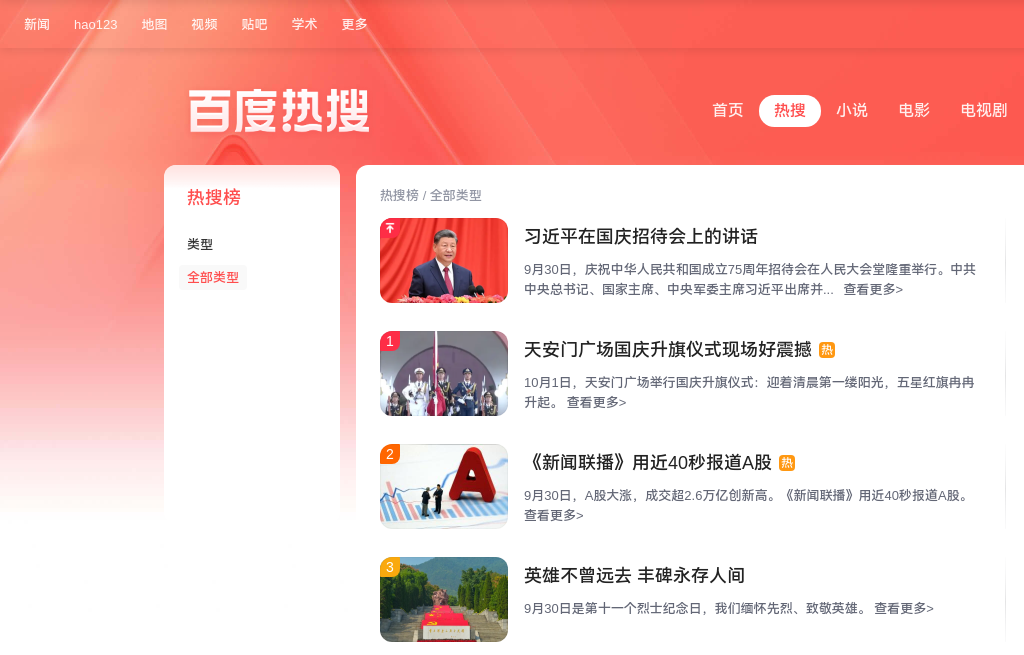 新闻 hao123 地图 视频 贴吧 学术 更多
百度热搜
首页 热搜 小说 电影 电视剧
热搜榜
类型
全部类型
热搜榜 / 全部类型
习近平在国庆招待会上的讲话
9月30日，庆祝中华人民共和国成立75周年招待会在人民大会堂隆重举行。中共
中央总书记、国家主席、中央军委主席习近平出席并... 查看更多>
1
天安门广场国庆升旗仪式现场好震撼 热
10月1日，天安门广场举行国庆升旗仪式：迎着清晨第一缕阳光，五星红旗冉冉
升起。 查看更多>
2
《新闻联播》用近40秒报道A股 热
9月30日，A股大涨，成交超2.6万亿创新高。《新闻联播》用近40秒报道A股。
查看更多>
A
3
英雄不曾远去 丰碑永存人间
9月30日是第十一个烈士纪念日，我们缅怀先烈、致敬英雄。 查看更多>